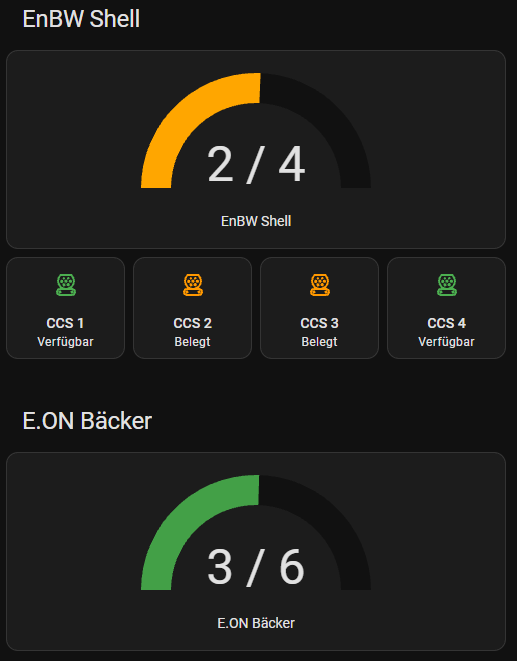 EnBW Shell
2 / 4
EnBW Shell
CCS 1
Verfügbar
CCS 2
Belegt
CCS 3
Belegt
CCS 4
Verfügbar
E.ON Bäcker
3 / 6
E.ON Bäcker